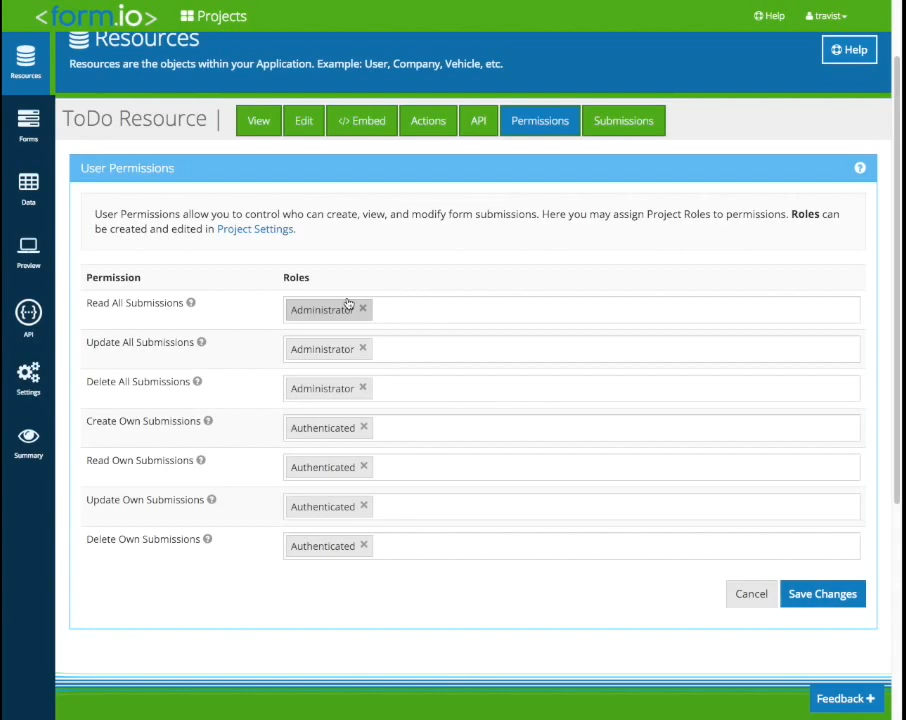 <form.io>
Projects
Help
travist
Resources
Resources are the objects within your Application. Example: User, Company, Vehicle, etc.
Help
Resources
Forms
Data
Preview
API
Settings
Summary
ToDo Resource |
View
Edit
</> Embed
Actions
API
Permissions
Submissions
User Permissions
User Permissions allow you to control who can create, view, and modify form submissions. Here you may assign Project Roles to permissions. Roles can
be created and edited in Project Settings.
Permission Roles
Read All Submissions Administrator ×
Update All Submissions Administrator ×
Delete All Submissions Administrator ×
Create Own Submissions Authenticated ×
Read Own Submissions Authenticated ×
Update Own Submissions Authenticated ×
Delete Own Submissions Authenticated ×
Cancel
Save Changes
Feedback +